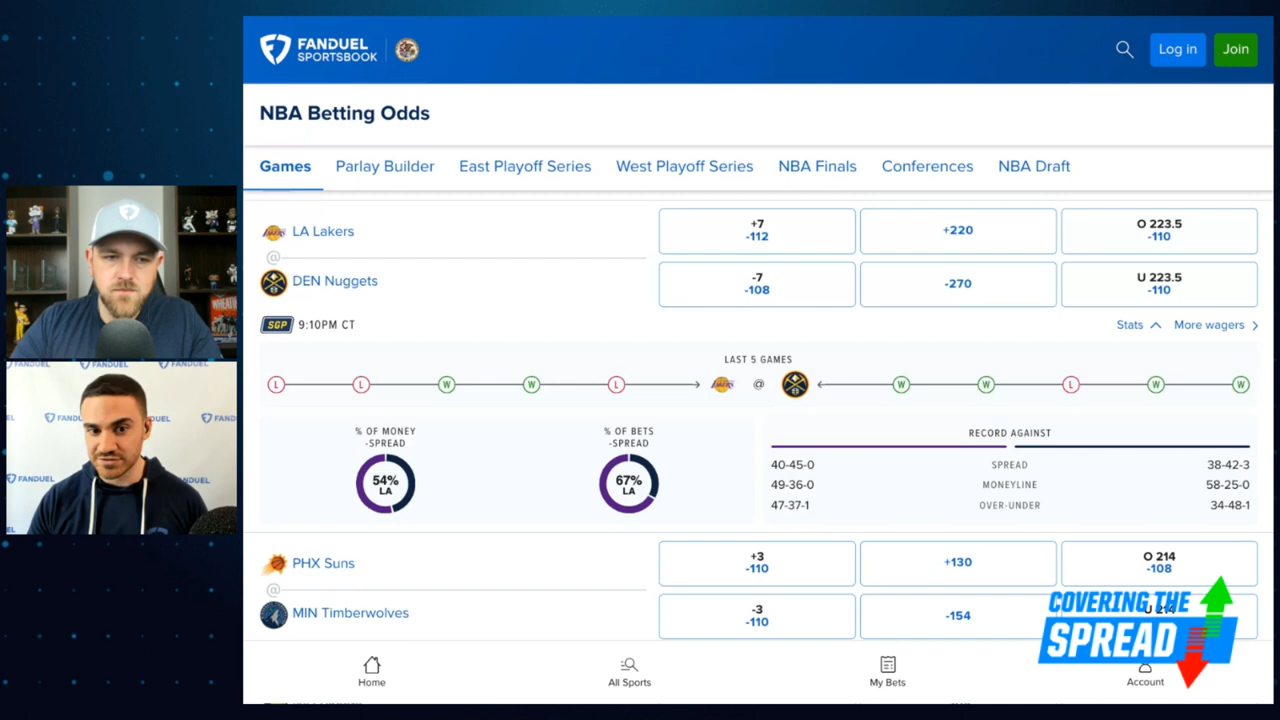 FANDUEL
SPORTSBOOK
Log in
Join
NBA Betting Odds
Games
Parlay Builder
East Playoff Series
West Playoff Series
NBA Finals
Conferences
NBA Draft
LA Lakers
+7
-112
+220
O 223.5
-110
@
DEN Nuggets
-7
-108
-270
U 223.5
-110
SGP 9:10PM CT
Stats
More wagers
LAST 5 GAMES
L L W W L @ W W L W W
% OF MONEY
-SPREAD
54%
LA
% OF BETS
-SPREAD
67%
LA
RECORD AGAINST
40-45-0 SPREAD 38-42-3
49-36-0 MONEYLINE 58-25-0
47-37-1 OVER-UNDER 34-48-1
PHX Suns
+3
-110
+130
O 214
-108
@
MIN Timberwolves
-3
-110
-154
U 214
COVERING THE
SPREAD
Home
All Sports
My Bets
Account
FANDUEL
FANDUEL
FANDUEL
FANDUEL